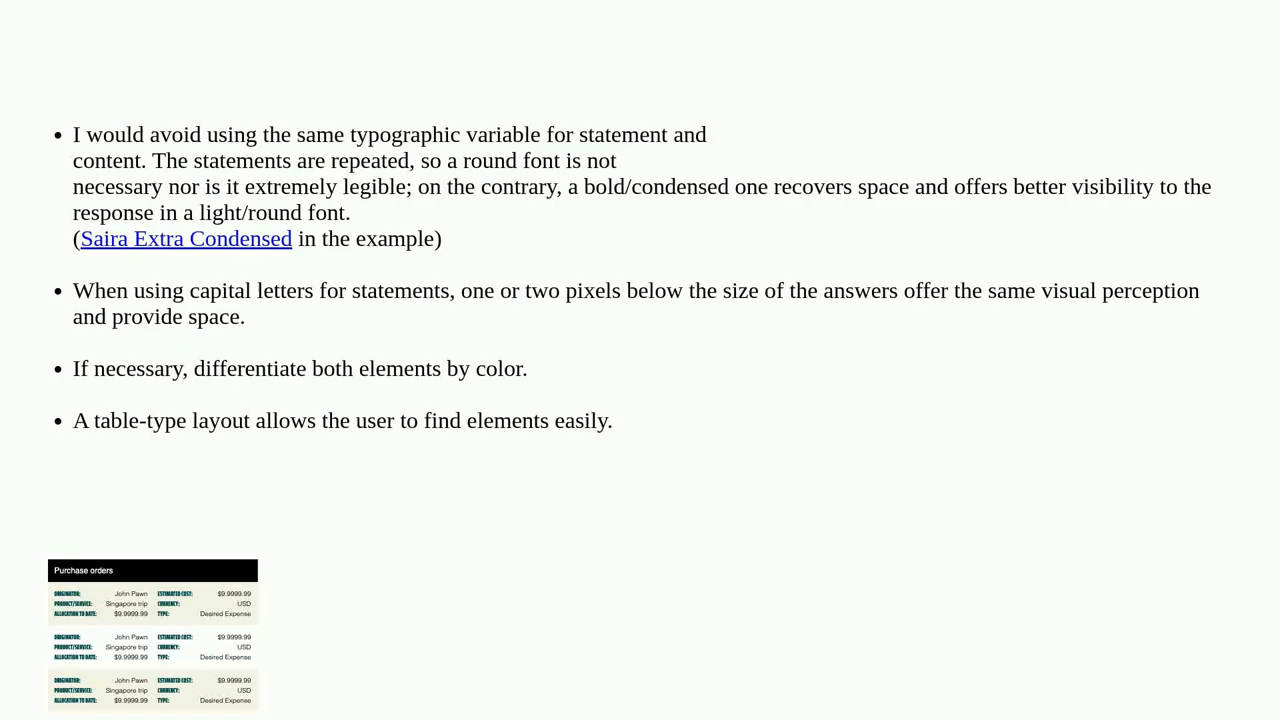 I would avoid using the same typographic variable for statement and
content. The statements are repeated, so a round font is not
necessary nor is it extremely legible; on the contrary, a bold/condensed one recovers space and offers better visibility to the
response in a light/round font.
(Saira Extra Condensed in the example)
When using capital letters for statements, one or two pixels below the size of the answers offer the same visual perception
and provide space.
If necessary, differentiate both elements by color.
A table-type layout allows the user to find elements easily.
Purchase orders
ORIGINATOR: John Pawn ESTIMATED COST: $9.9999.99
PRODUCT/SERVICE: Singapore trip CURRENCY: USD
ALLOCATION TO DATE: $9.9999.99 TYPE: Desired Expense
ORIGINATOR: John Pawn ESTIMATED COST: $9.9999.99
PRODUCT/SERVICE: Singapore trip CURRENCY: USD
ALLOCATION TO DATE: $9.9999.99 TYPE: Desired Expense
ORIGINATOR: John Pawn ESTIMATED COST: $9.9999.99
PRODUCT/SERVICE: Singapore trip CURRENCY: USD
ALLOCATION TO DATE: $9.9999.99 TYPE: Desired Expense